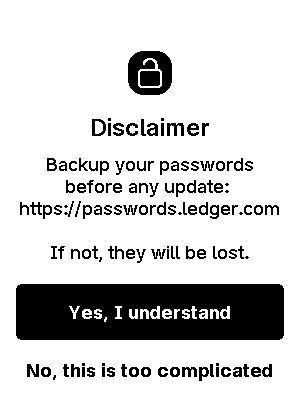 Disclaimer
Backup your passwords
before any update:
https://passwords.ledger.com
If not, they will be lost.
Yes, I understand
No, this is too complicated